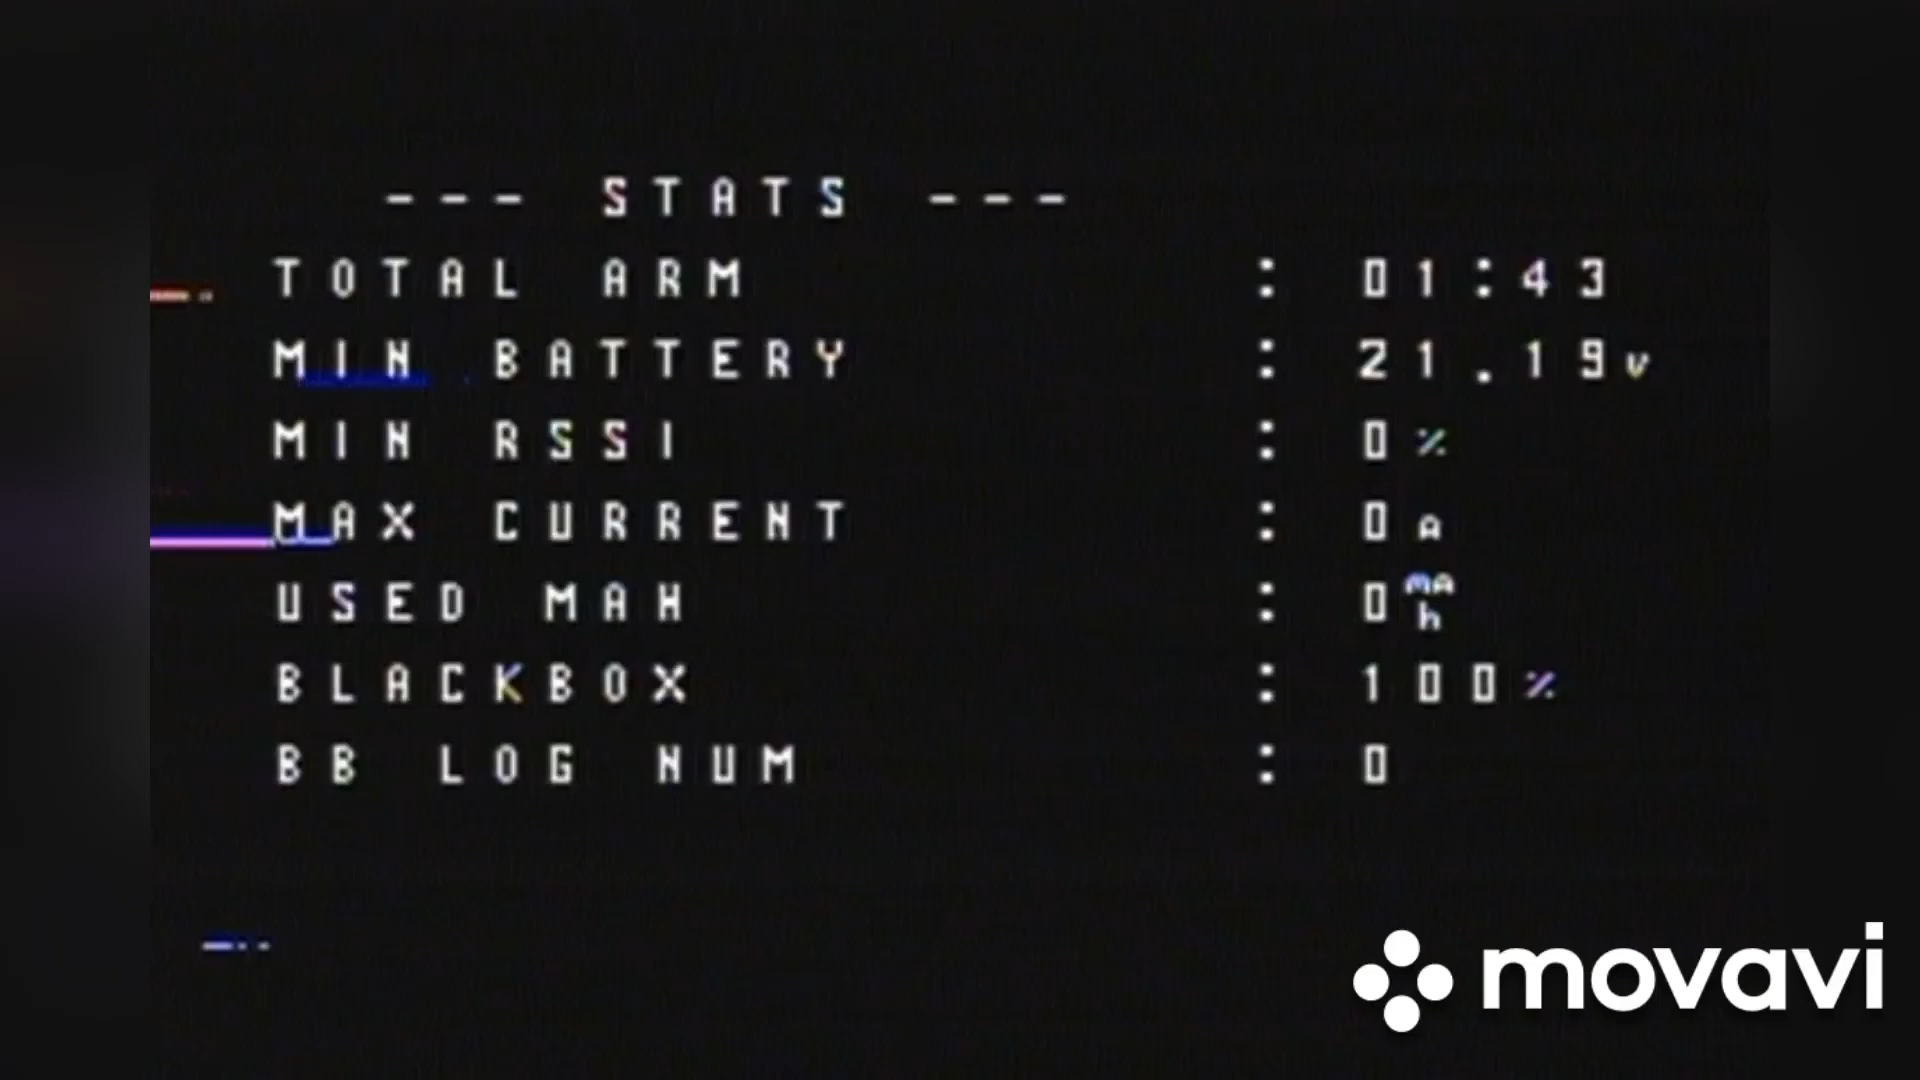 --- STATS ---
TOTAL ARM : 01:43
MIN BATTERY : 21.19V
MIN RSSI : 0%
MAX CURRENT : 0A
USED MAH : 0mAh
BLACKBOX : 100%
BB LOG NUM : 0
movavi